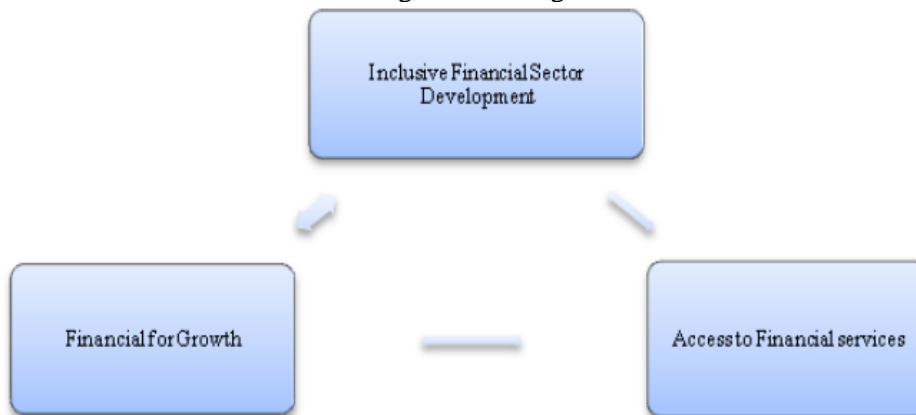 Inclusive Financial Sector
Development
Financial for Growth
Access to Financial services